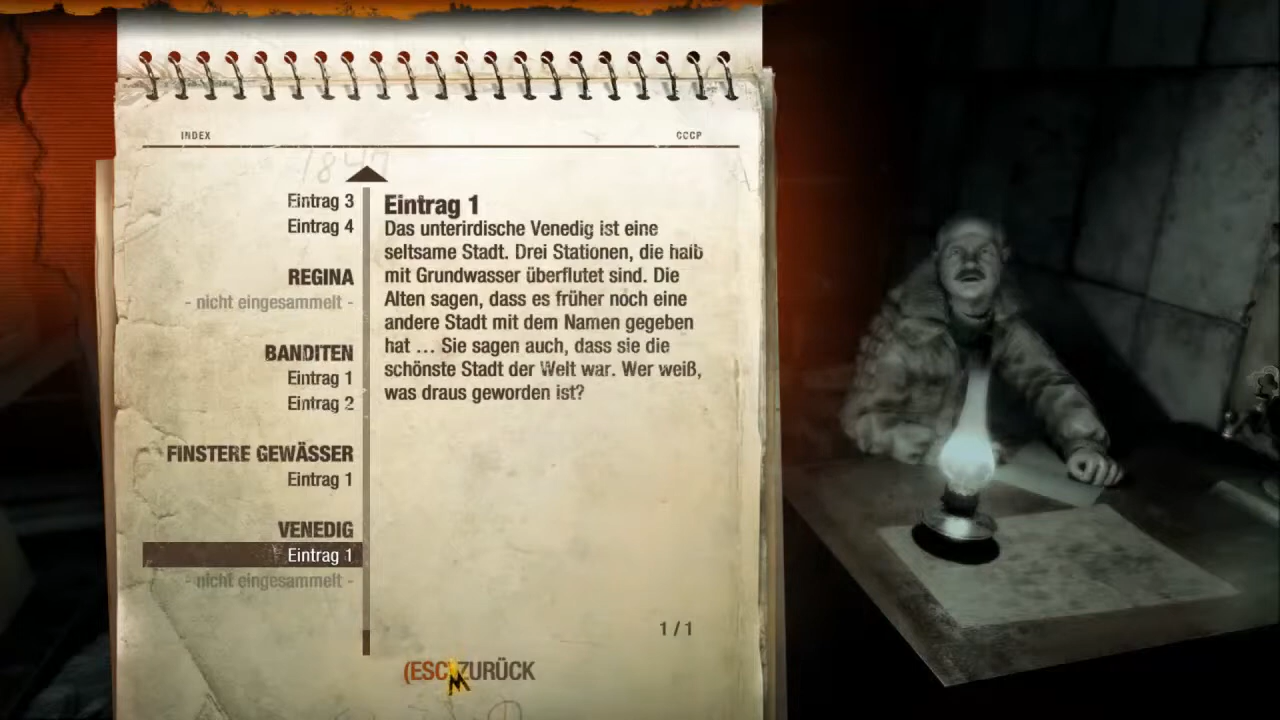 INDEX
CCCP
1847
Eintrag 3
Eintrag 4
REGINA
- nicht eingesammelt -
BANDITEN
Eintrag 1
Eintrag 2
FINSTERE GEWÄSSER
Eintrag 1
VENEDIG
Eintrag 1
- nicht eingesammelt -
Eintrag 1
Das unterirdische Venedig ist eine
seltsame Stadt. Drei Stationen, die halb
mit Grundwasser überflutet sind. Die
Alten sagen, dass es früher noch eine
andere Stadt mit dem Namen gegeben
hat ... Sie sagen auch, dass sie die
schönste Stadt der Welt war. Wer weiß,
was draus geworden ist?
1 / 1
(ESC) ZURÜCK